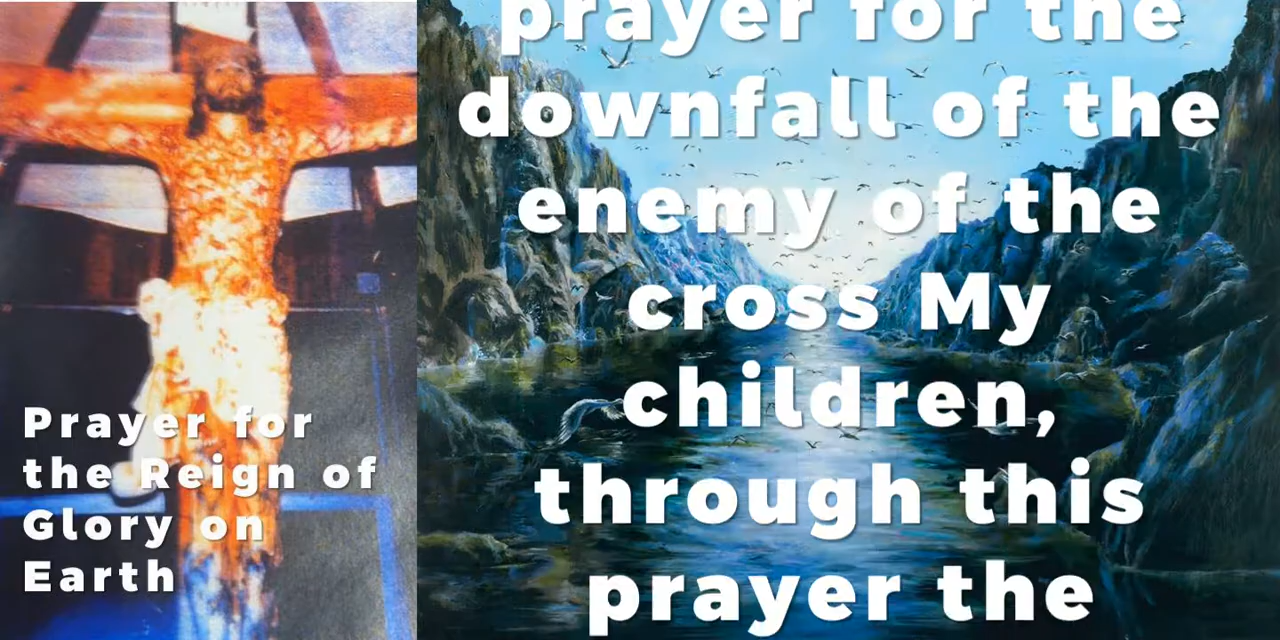 Prayer for
the Reign of
Glory on
Earth
prayer for the
downfall of the
enemy of the
cross My
children,
through this
prayer the